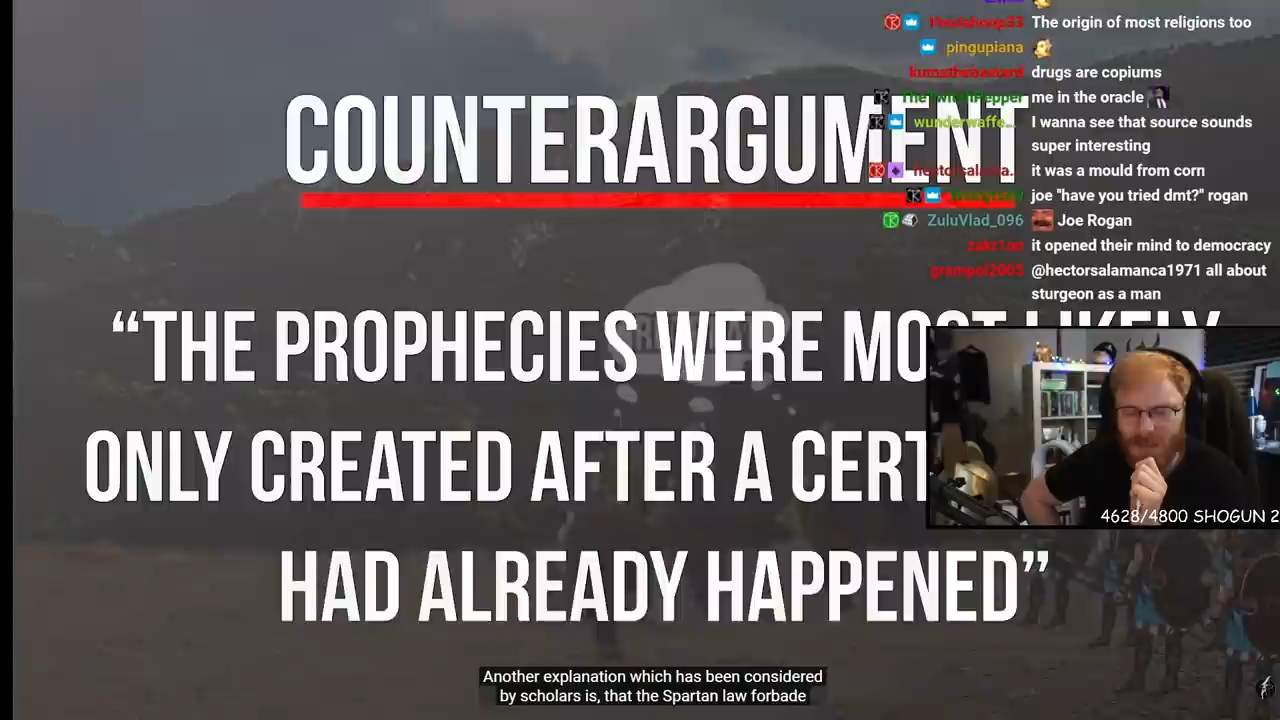 The origin of most religions too
pingupiana
drugs are copiums
me in the oracle
wunderwaffe...
I wanna see that source sounds
super interesting
it was a mould from corn
joe "have you tried dmt?" rogan
ZuluVlad_096 Joe Rogan
zakr1on it opened their mind to democracy
grampol2005 @hectorsalamanca1971 all about
sturgeon as a man
COUNTERARGUMENT
“THE PROPHECIES WERE
ONLY CREATED AFTER A
HAD ALREADY HAPPENED”
4628/4800 SHOGUN 2
Another explanation which has been considered
by scholars is, that the Spartan law forbade